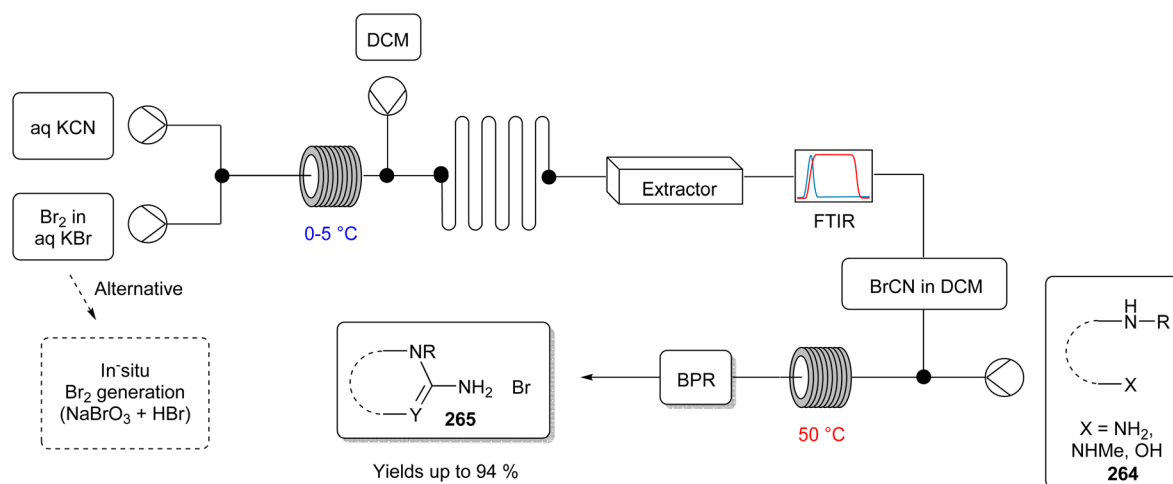 DCM
aq KCN
Br₂ in
aq KBr
0-5 °C
Extractor
FTIR
Alternative
In-situ
Br₂ generation
(NaBrO₃ + HBr)
BrCN in DCM
H
N-R
X
X = NH₂,
NHMe, OH
264
50 °C
BPR
NR
NH₂ Br
Y
265
Yields up to 94 %